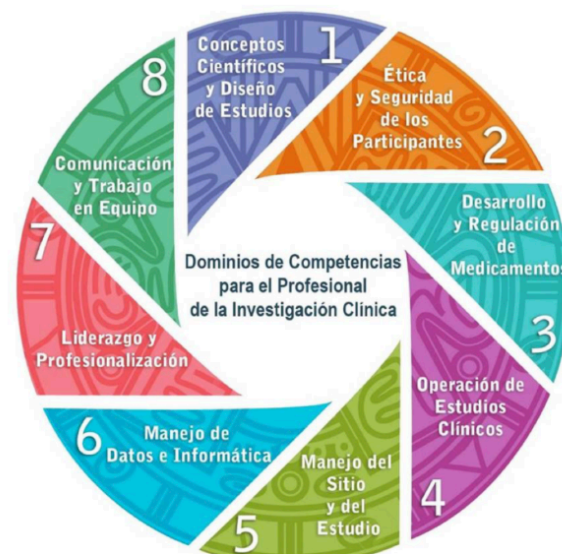 1
Conceptos
Científicos
y Diseño
de Estudios
2
Ética
y Seguridad
de los
Participantes
3
Desarrollo
y Regulación
de
Medicamentos
4
Operación de
Estudios
Clínicos
5
Manejo del
Sitio
y del
Estudio
6
Manejo de
Datos e Informática
7
Liderazgo y
Profesionalización
8
Comunicación
y Trabajo
en Equipo
Dominios de Competencias
para el Profesional
de la Investigación Clínica